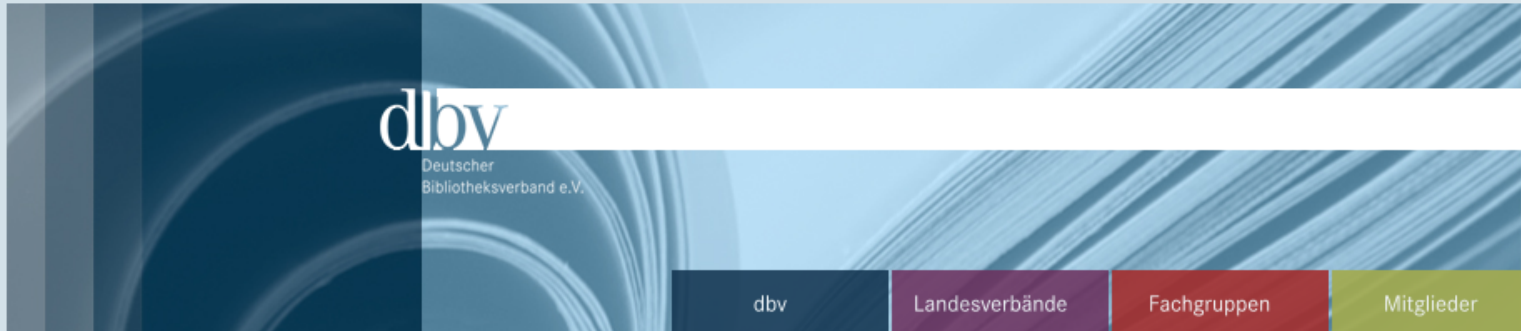 dbv
Deutscher
Bibliotheksverband e.V.
dbv Landesverbände Fachgruppen Mitglieder